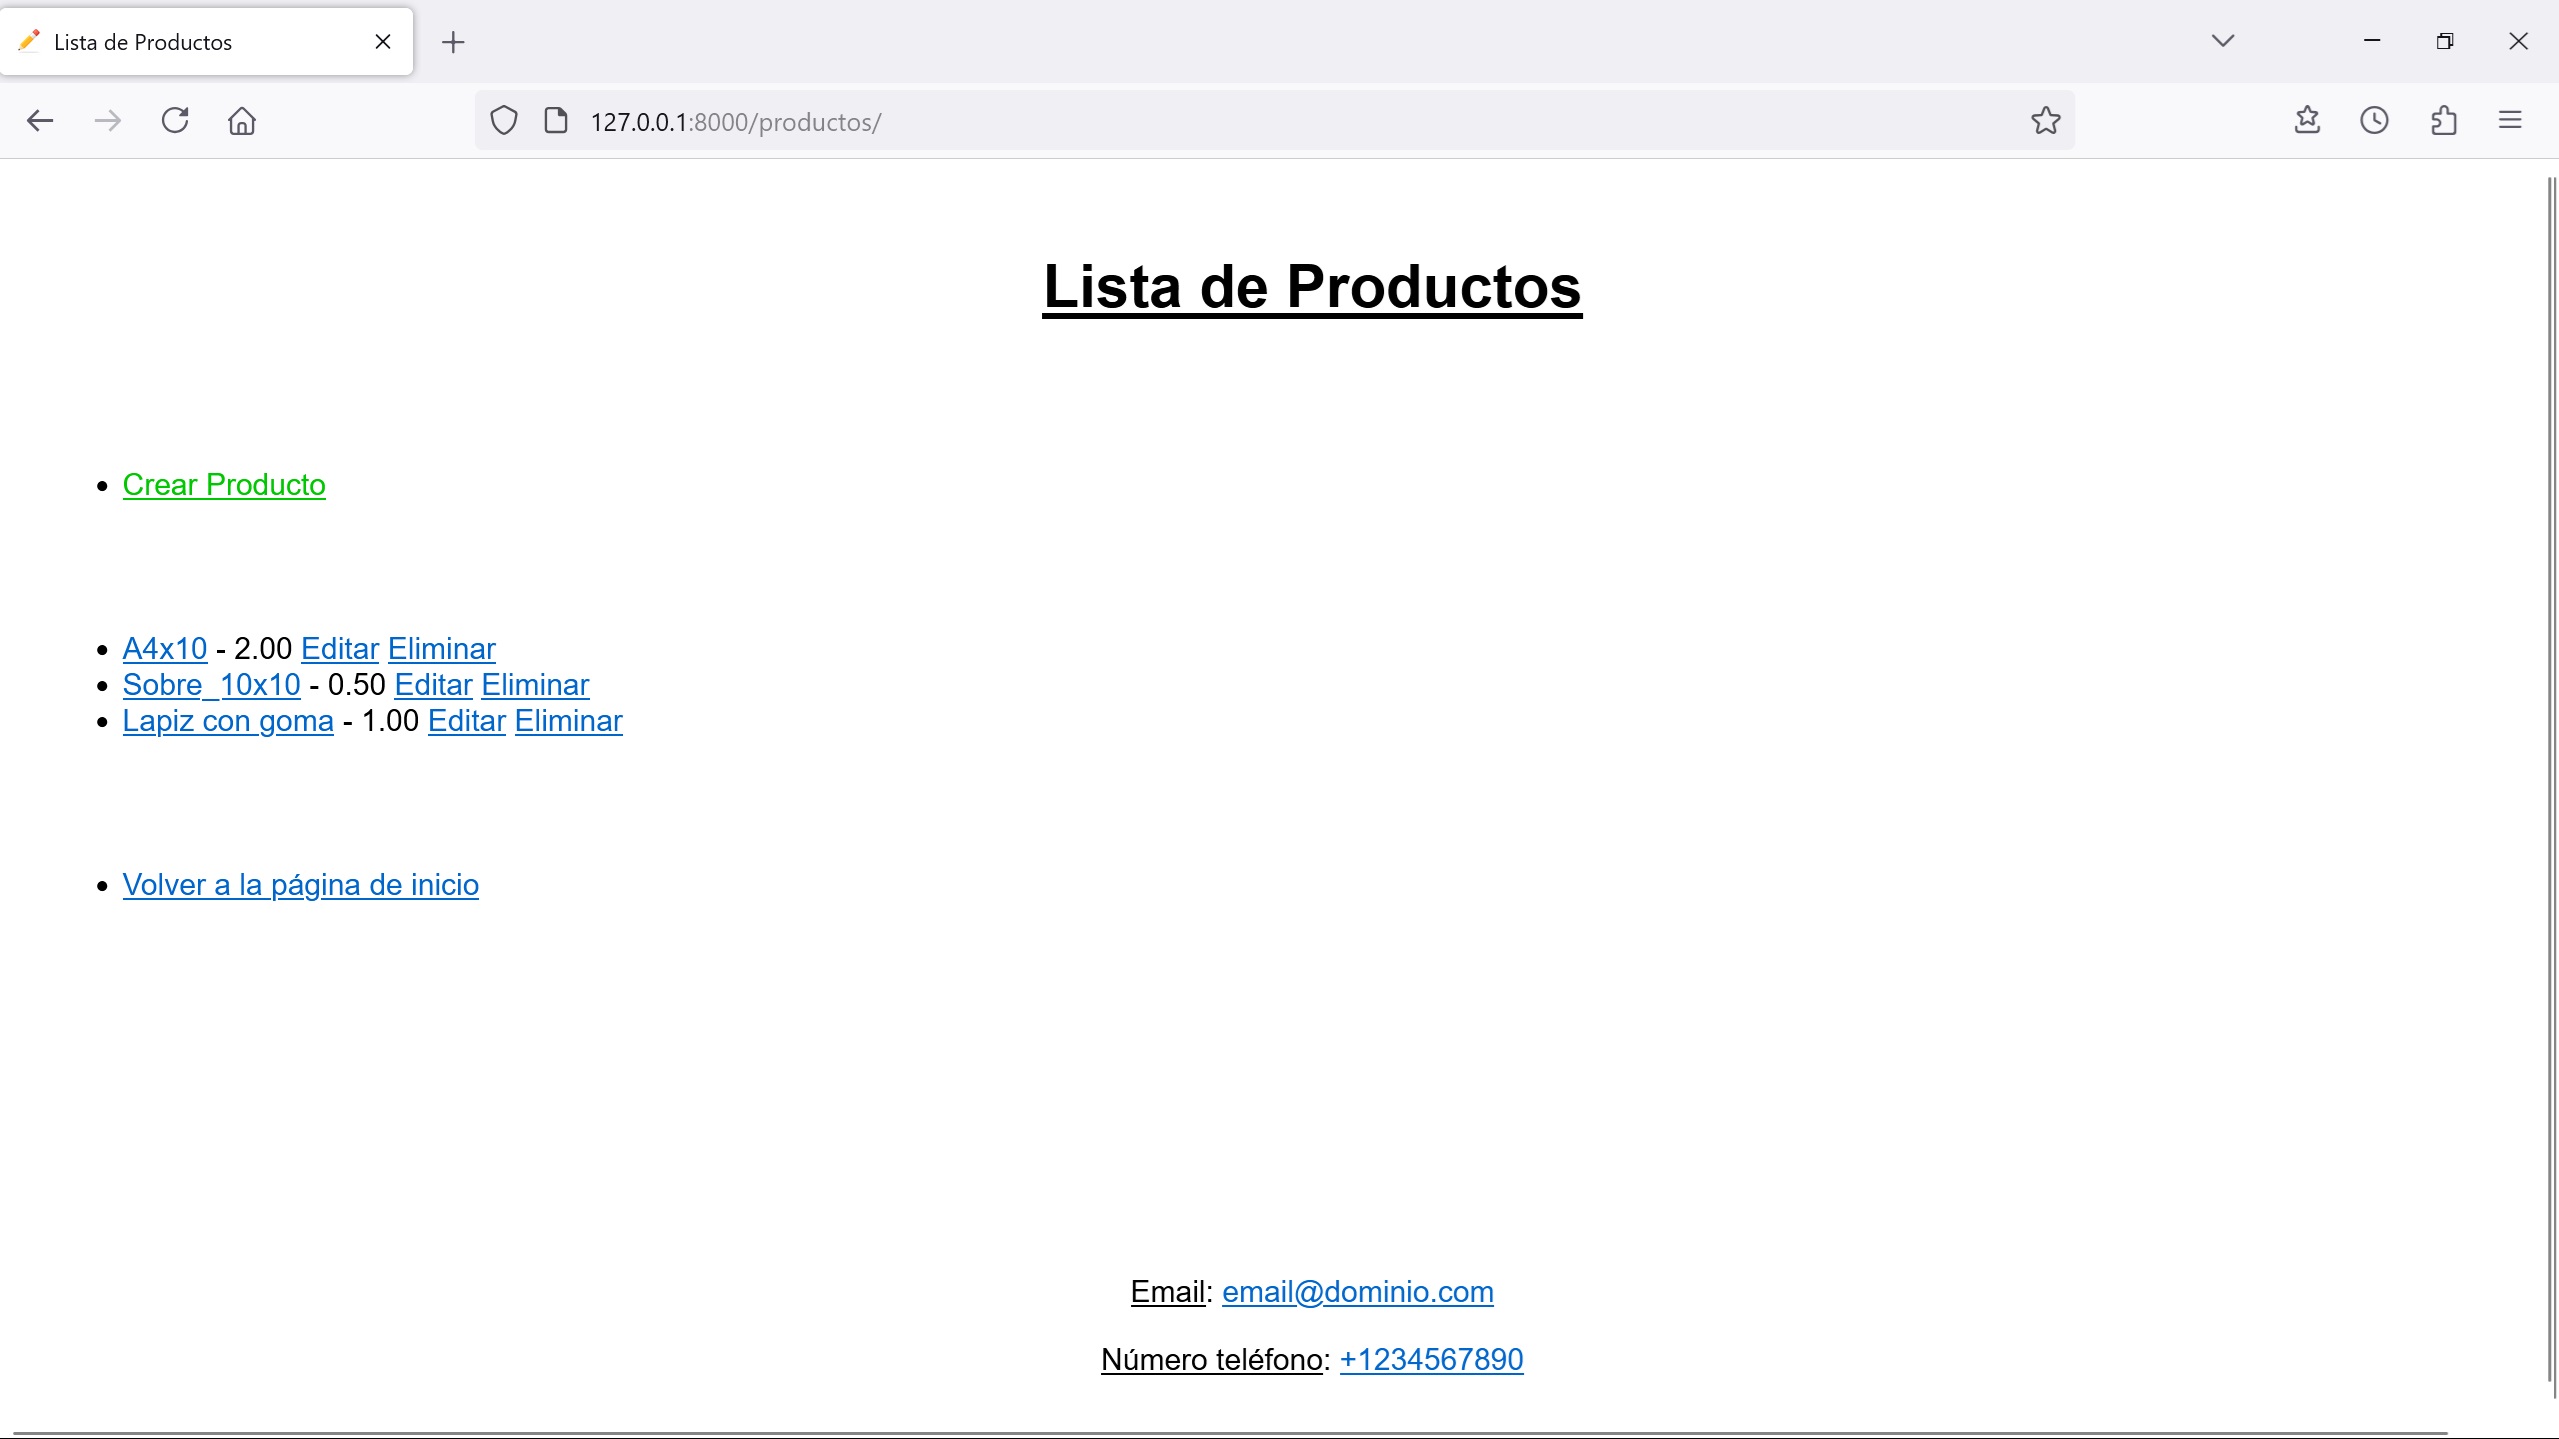 Lista de Productos
127.0.0.1:8000/productos/
Lista de Productos
Crear Producto
A4x10 - 2.00 Editar Eliminar
Sobre_10x10 - 0.50 Editar Eliminar
Lapiz con goma - 1.00 Editar Eliminar
Volver a la página de inicio
Email: email@dominio.com
Número teléfono: +1234567890